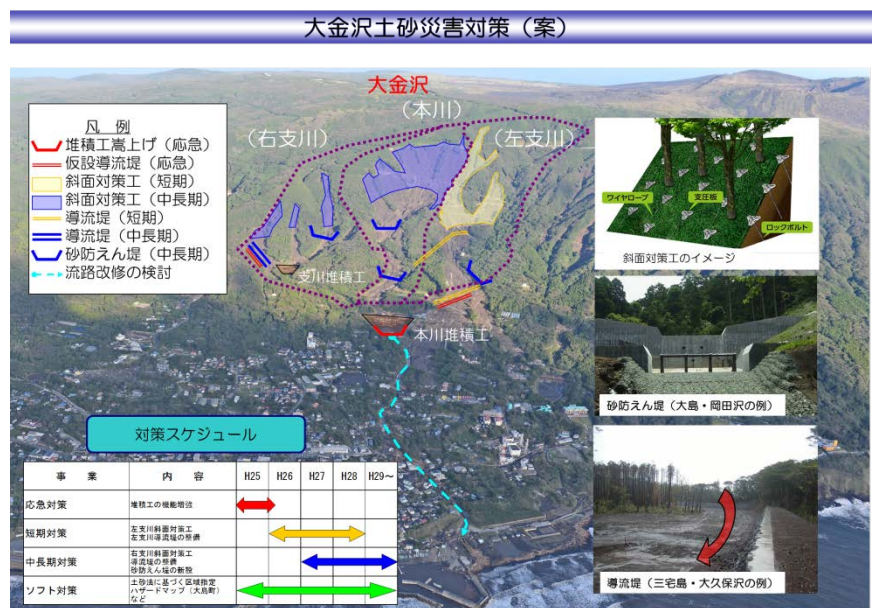 大金沢土砂災害対策（案）
大金沢
（本川）
（右支川）
（左支川）
凡 例
堆積工嵩上げ（応急）
仮設導流堤（応急）
斜面対策工（短期）
斜面対策工（中長期）
導流堤（短期）
導流堤（中長期）
砂防えん堤（中長期）
流路改修の検討
支川堆積工
本川堆積工
ワイヤロープ
支圧板
ロックボルト
斜面対策工のイメージ
砂防えん堤（大島・岡田沢の例）
導流堤（三宅島・大久保沢の例）
対策スケジュール
事 業 内 容 H25 H26 H27 H28 H29～
応急対策 堆積工の機能増強
短期対策 左支川斜面対策工
左支川導流堤の整備
中長期対策 右支川斜面対策工
導流堤の整備
砂防えん堤の新設
ソフト対策 土砂法に基づく区域指定
ハザードマップ（大島町）
など